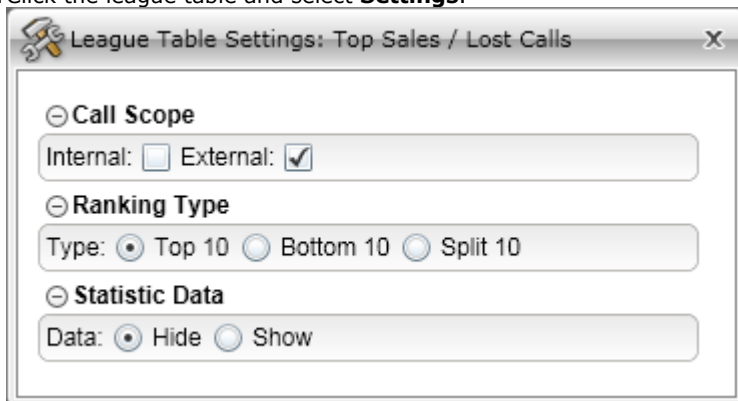 Click the league table and select Settings.
League Table Settings: Top Sales / Lost Calls X
Call Scope
Internal: External:
Ranking Type
Type: Top 10 Bottom 10 Split 10
Statistic Data
Data: Hide Show